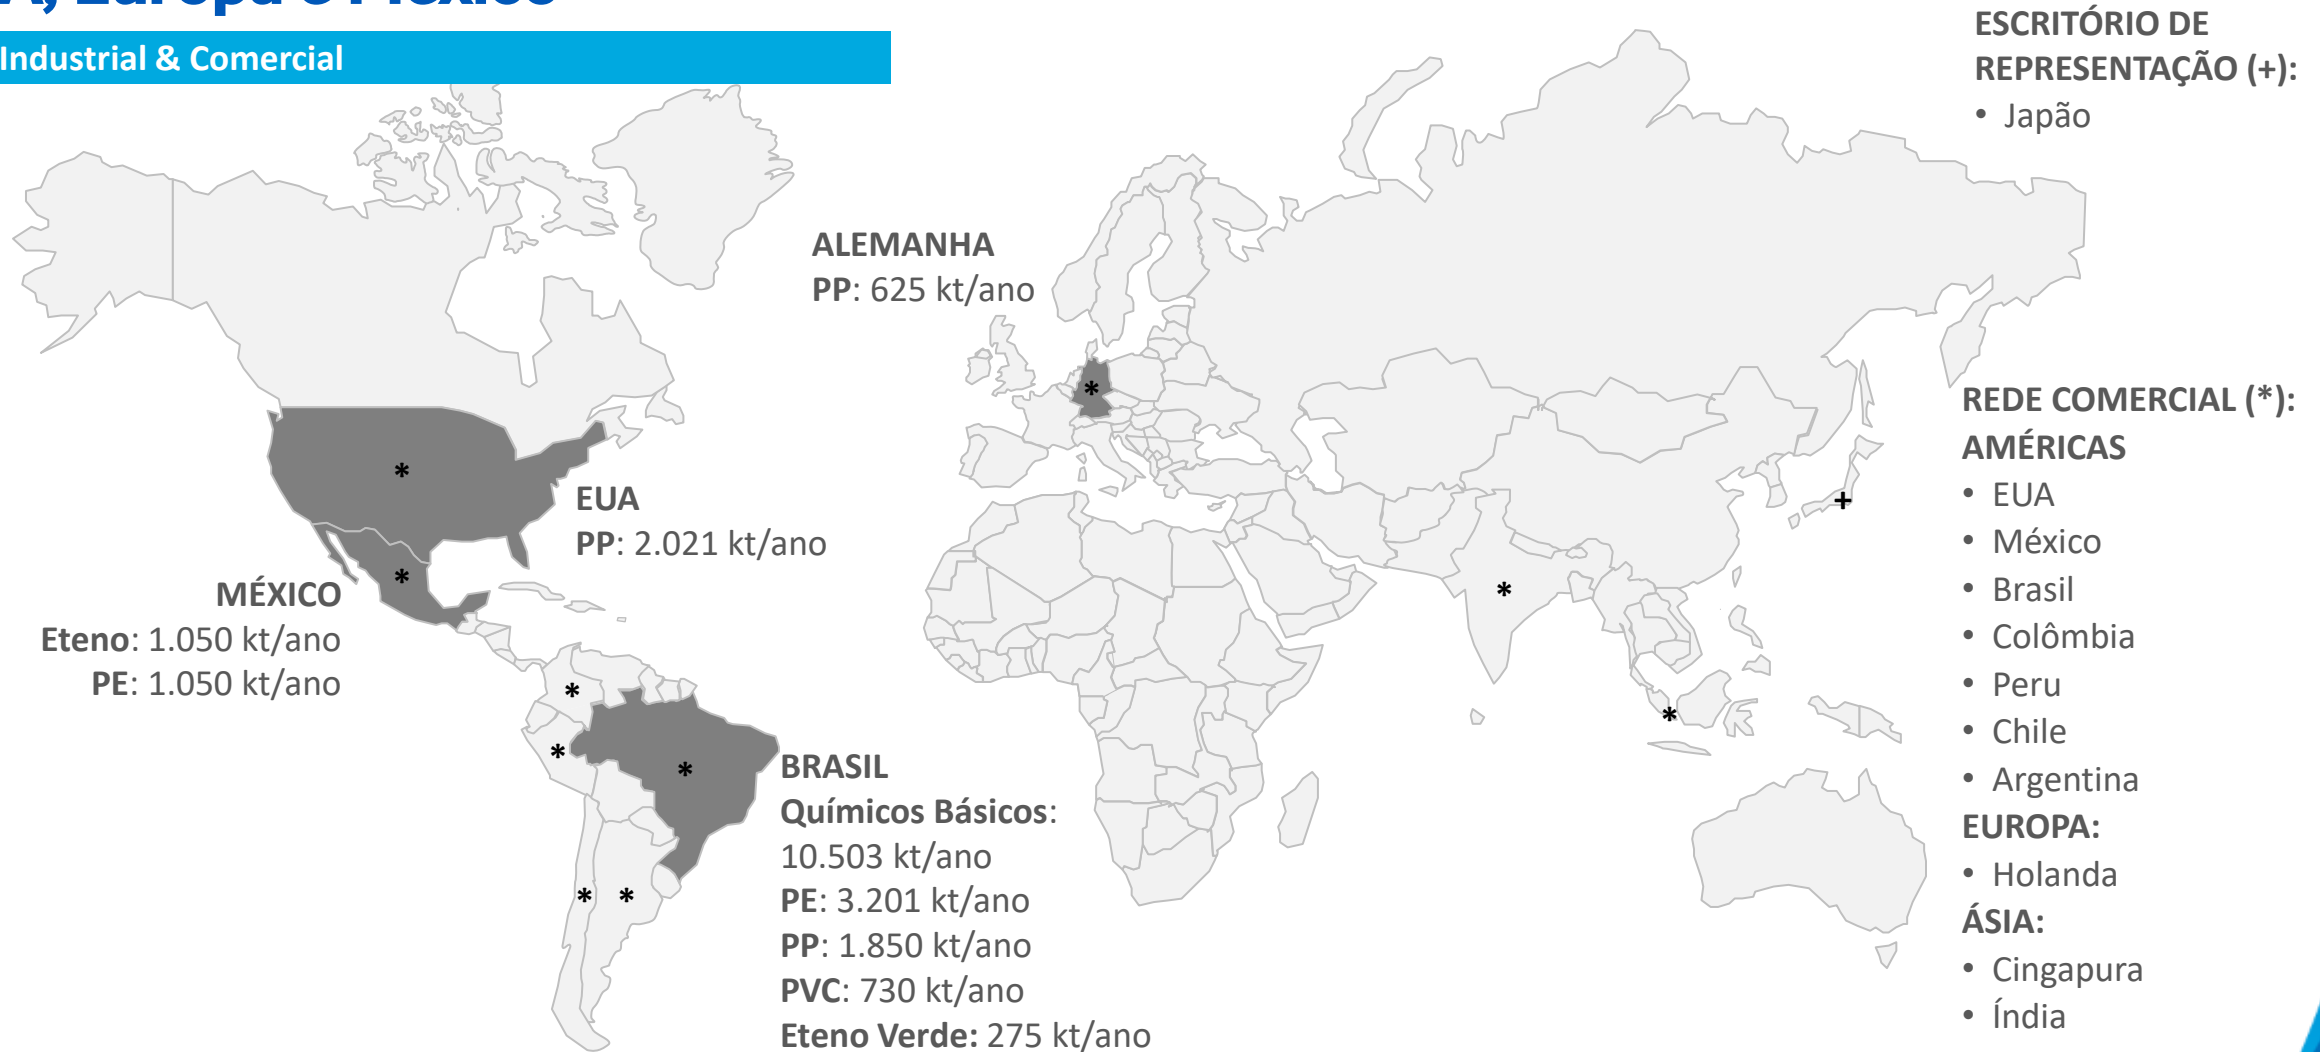 Industrial & Comercial
ESCRITÓRIO DE
REPRESENTAÇÃO (+):
• Japão
ALEMANHA
PP: 625 kt/ano
EUA
PP: 2.021 kt/ano
MÉXICO
Eteno: 1.050 kt/ano
PE: 1.050 kt/ano
BRASIL
Químicos Básicos:
10.503 kt/ano
PE: 3.201 kt/ano
PP: 1.850 kt/ano
PVC: 730 kt/ano
Eteno Verde: 275 kt/ano
REDE COMERCIAL (*):
AMÉRICAS
• EUA
• México
• Brasil
• Colômbia
• Peru
• Chile
• Argentina
EUROPA:
• Holanda
ÁSIA:
• Cingapura
• Índia